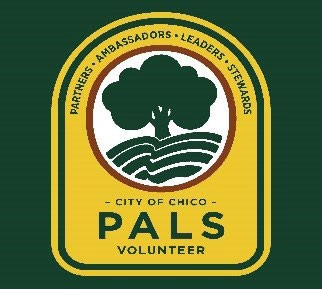 PARTNERS • AMBASSADORS • LEADERS • STEWARDS
- CITY OF CHICO -
PALS
VOLUNTEER